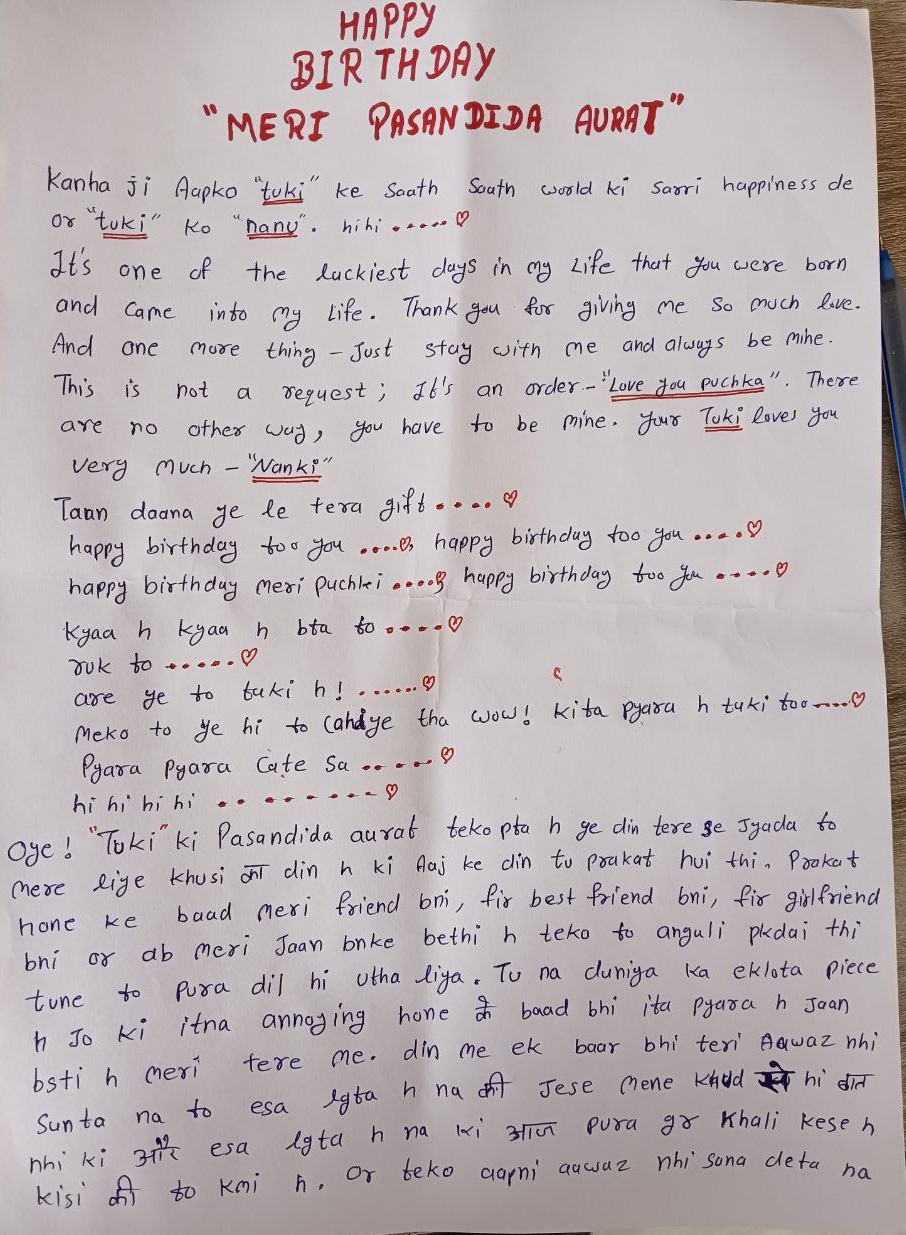 HAPPY
BIRTHDAY
"MERI PASANDIDA AURAT"
Kanha ji Aapko "tuki" ke Saath Saath world ki sarri happiness de
or "tuki" ko "nanu". hihi ..... ♡
It's one of the luckiest days in my Life that you were born
and Came into my Life. Thank you for giving me so much love.
And one more thing - Just stay with me and always be mine.
This is not a request; It's an order - "Love you puchka". There
are no other way, you have to be mine. your Tuki loves you
very much - "Nanki"
Taan daana ye le tera gift ..... ♡
happy birthday too you ....♡, happy birthday too you .....♡
happy birthday meri Puchki ....♡ happy birthday too you .....♡
Kyaa h kyaa h bta to .....♡
ruk to ......♡
are ye to tuki h! .......♡
Meko to ye hi to Cahiye tha wow! kita pyara h tuki too.....♡
Pyara pyara Cate sa ......♡
hi hi hi hi .........♡
Oye! "Tuki" ki Pasandida aurat teko pta h ye din tere se Jyada to
mere liye khusi का din h ki Aaj ke din tu prakat hui thi. Prakat
hone ke baad meri friend bni, fir best friend bni, fir girlfriend
bni or ab meri Jaan bnke bethi h teko to anguli pkdai thi
tune to pura dil hi utha liya. Tu na duniya ka eklota piece
h Jo ki itna annoying hone के baad bhi ita pyara h Jaan
bsti h meri tere me. din me ek baar bhi teri Aawaz nhi
Sunta na to esa lgta h na की Jese mene khud से hi बात
nhi ki और esa lgta h na ki आज pura gr Khali kese h
kisi की to kmi h. Or teko aapni aawaz nhi sona deta na